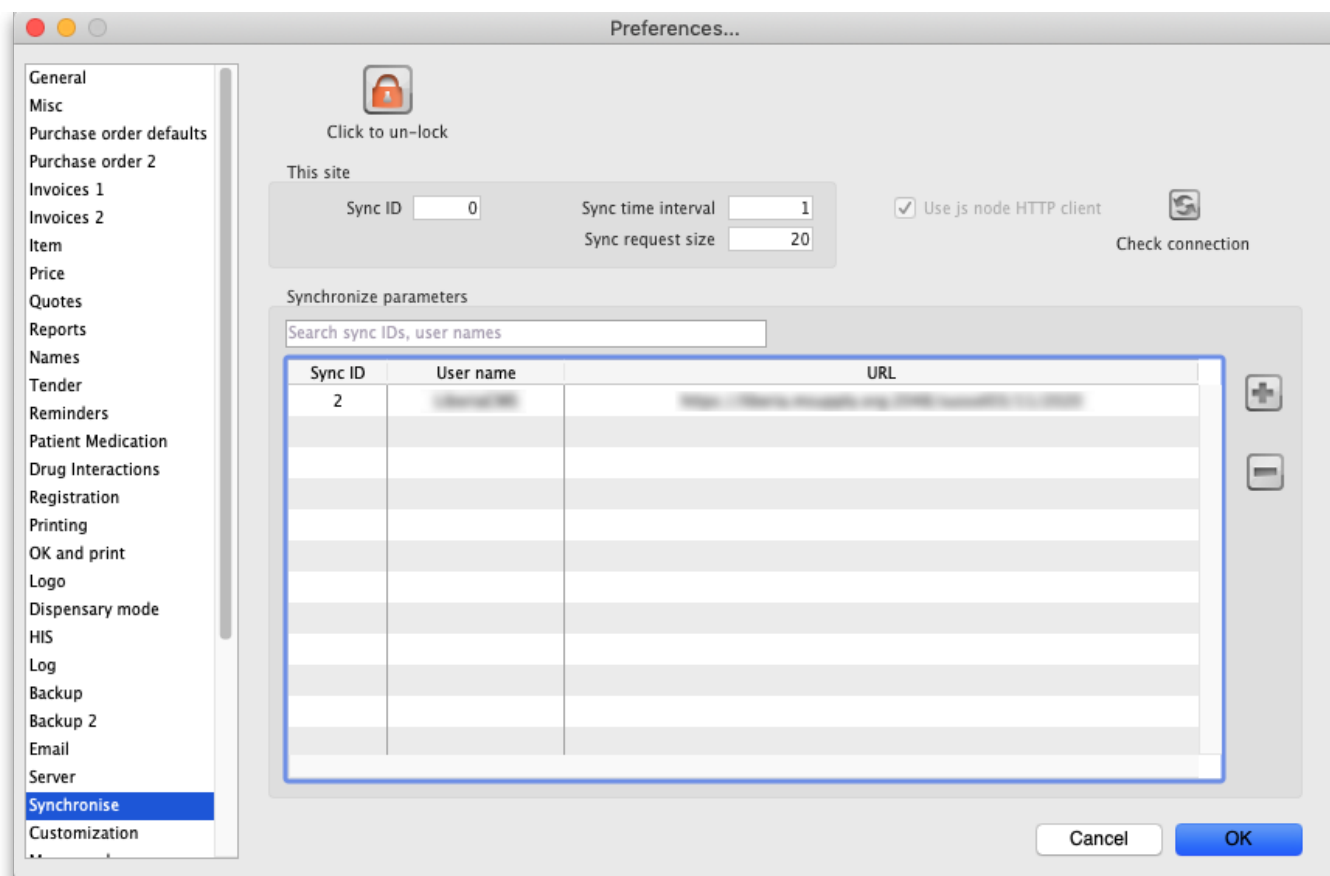 Preferences...
General
Misc
Purchase order defaults
Purchase order 2
Invoices 1
Invoices 2
Item
Price
Quotes
Reports
Names
Tender
Reminders
Patient Medication
Drug Interactions
Registration
Printing
OK and print
Logo
Dispensary mode
HIS
Log
Backup
Backup 2
Email
Server
Synchronise
Customization
Click to un-lock
This site
Sync ID 0 Sync time interval 1 Use js node HTTP client
Sync request size 20 Check connection
Synchronize parameters
Search sync IDs, user names
Sync ID User name URL
2
Cancel OK